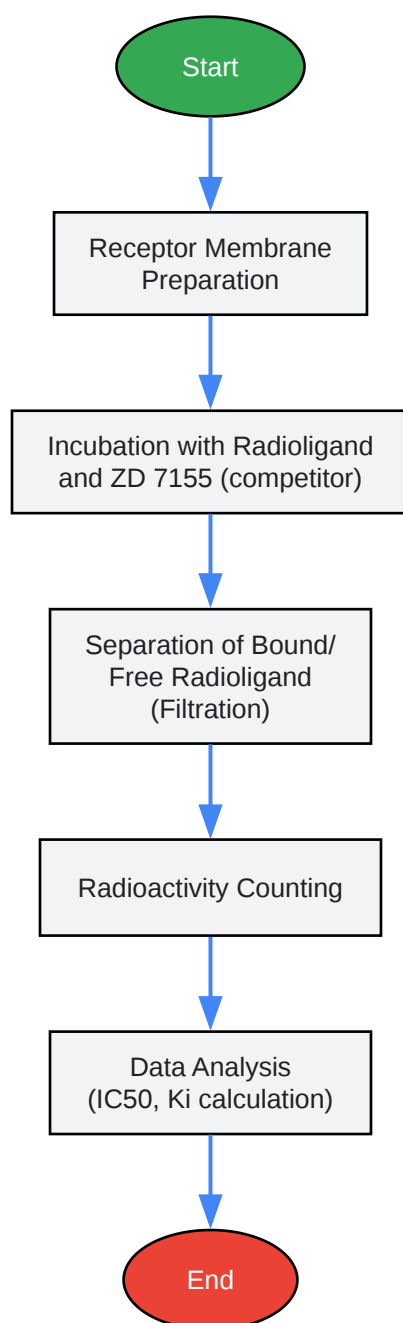 Start
Receptor Membrane
Preparation
Incubation with Radioligand
and ZD 7155 (competitor)
Separation of Bound/
Free Radioligand
(Filtration)
Radioactivity Counting
Data Analysis
(IC50, Ki calculation)
End